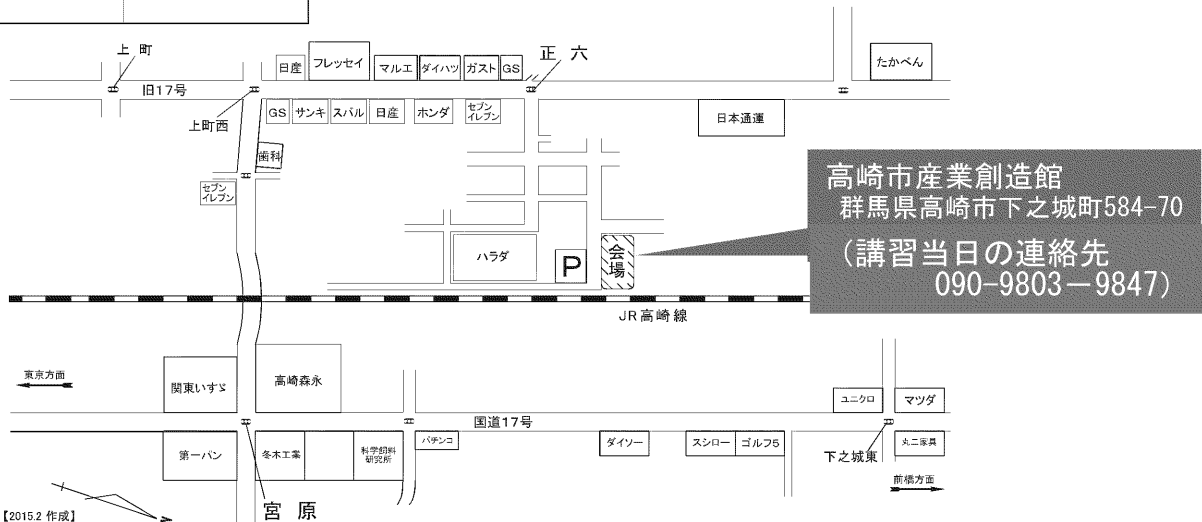 上 町
正 六
日産
フレッセイ
マルエ
ダイハツ
ガスト
GS
たかべん
旧17号
上町西
GS
サンキ
スバル
日産
ホンダ
セブン
イレブン
日本通運
歯科
セブン
イレブン
高崎市産業創造館
群馬県高崎市下之城町584-70
(講習当日の連絡先
090-9803-9847)
ハラダ
P
会場
JR高崎線
東京方面
関東いすゞ
高崎森永
ユニクロ
マツダ
国道17号
第一パン
冬木工業
科学飼料
研究所
パチンコ
ダイソー
スシロー
ゴルフ5
下之城東
丸二家具
前橋方面
宮 原
【2015.2 作成】